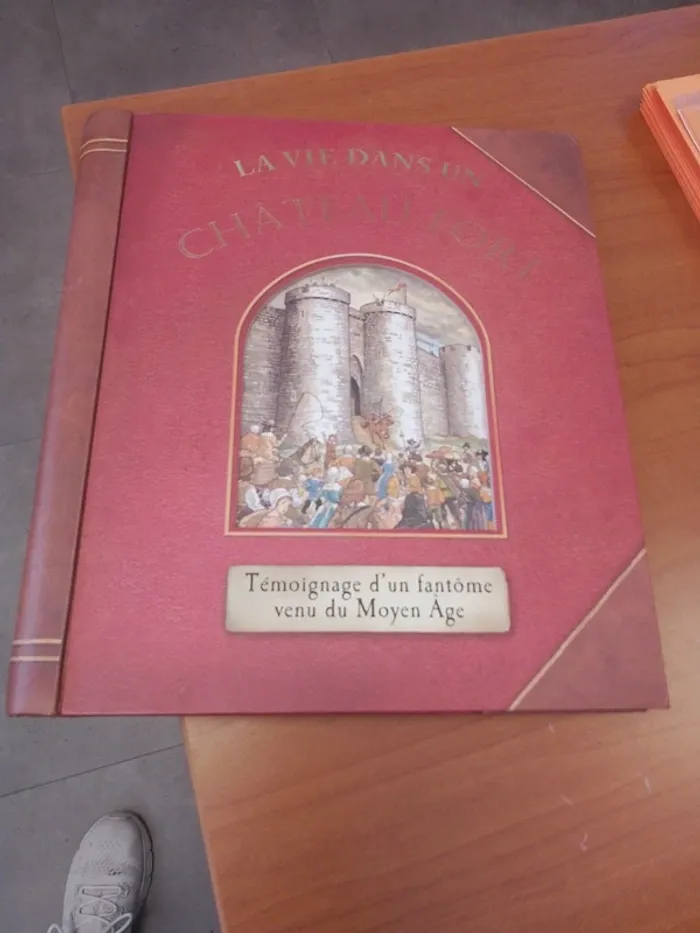 LA VIE DANS UN
CHATEAU FORT
Témoignage d'un fantôme
venu du Moyen Âge